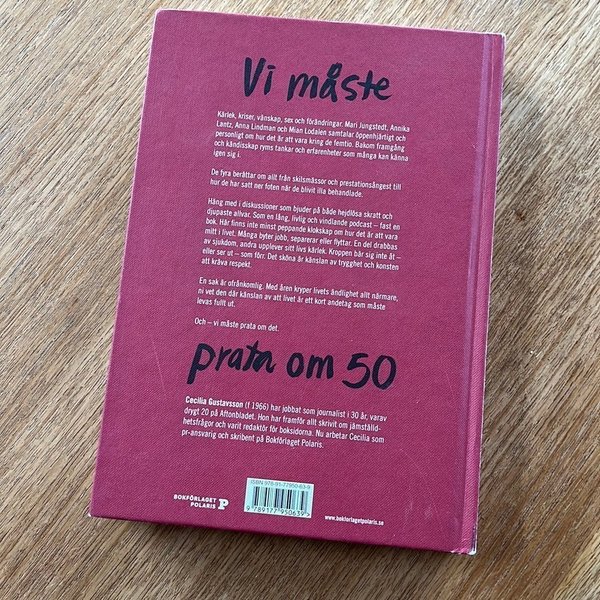 Vi måste
Kärlek, kriser, vänskap, sex och förändringar. Mari Jungstedt, Annika
Lantz, Anna Lindman och Mian Lodalen samtalar öppenhjärtigt och
personligt om hur det är att vara kring de femtio. Bakom framgång
och kändisskap ryms tankar och erfarenheter som många kan känna
igen sig i.
De fyra berättar om allt från skilsmässor och prestationsångest till
hur de har satt ner foten när de blivit illa behandlade.
Häng med i diskussioner som bjuder på både hejdlösa skratt och
djupaste allvar. Som en lång, livlig och vindlande podcast – fast en
bok. Här finns inte minst peppande klokskap om hur det är att vara
mitt i livet. Många byter jobb, separerar eller flyttar. En del drabbas
av sjukdom, andra upplever sitt livs kärlek. Kroppen bär sig inte åt –
eller ser ut – som förr. Det sköna är känslan av trygghet och konsten
att kräva respekt.
En sak är ofrånkomlig. Med åren kryper livets ändlighet allt närmare,
ni vet den där känslan av att livet är ett kort andetag som måste
levas fullt ut.
Och – vi måste prata om det.
prata om 50
Cecilia Gustavsson (f 1966) har jobbat som journalist i 30 år, varav
drygt 20 på Aftonbladet. Hon har framför allt skrivit om jämställd-
hetsfrågor och varit redaktör för boksidorna. Nu arbetar Cecilia som
pr-ansvarig och skribent på Bokförlaget Polaris.
ISBN 978-91-77950-63-9
BOKFÖRLAGET
POLARIS P
9 789177 950639 >
www.bokforlagetpolaris.se